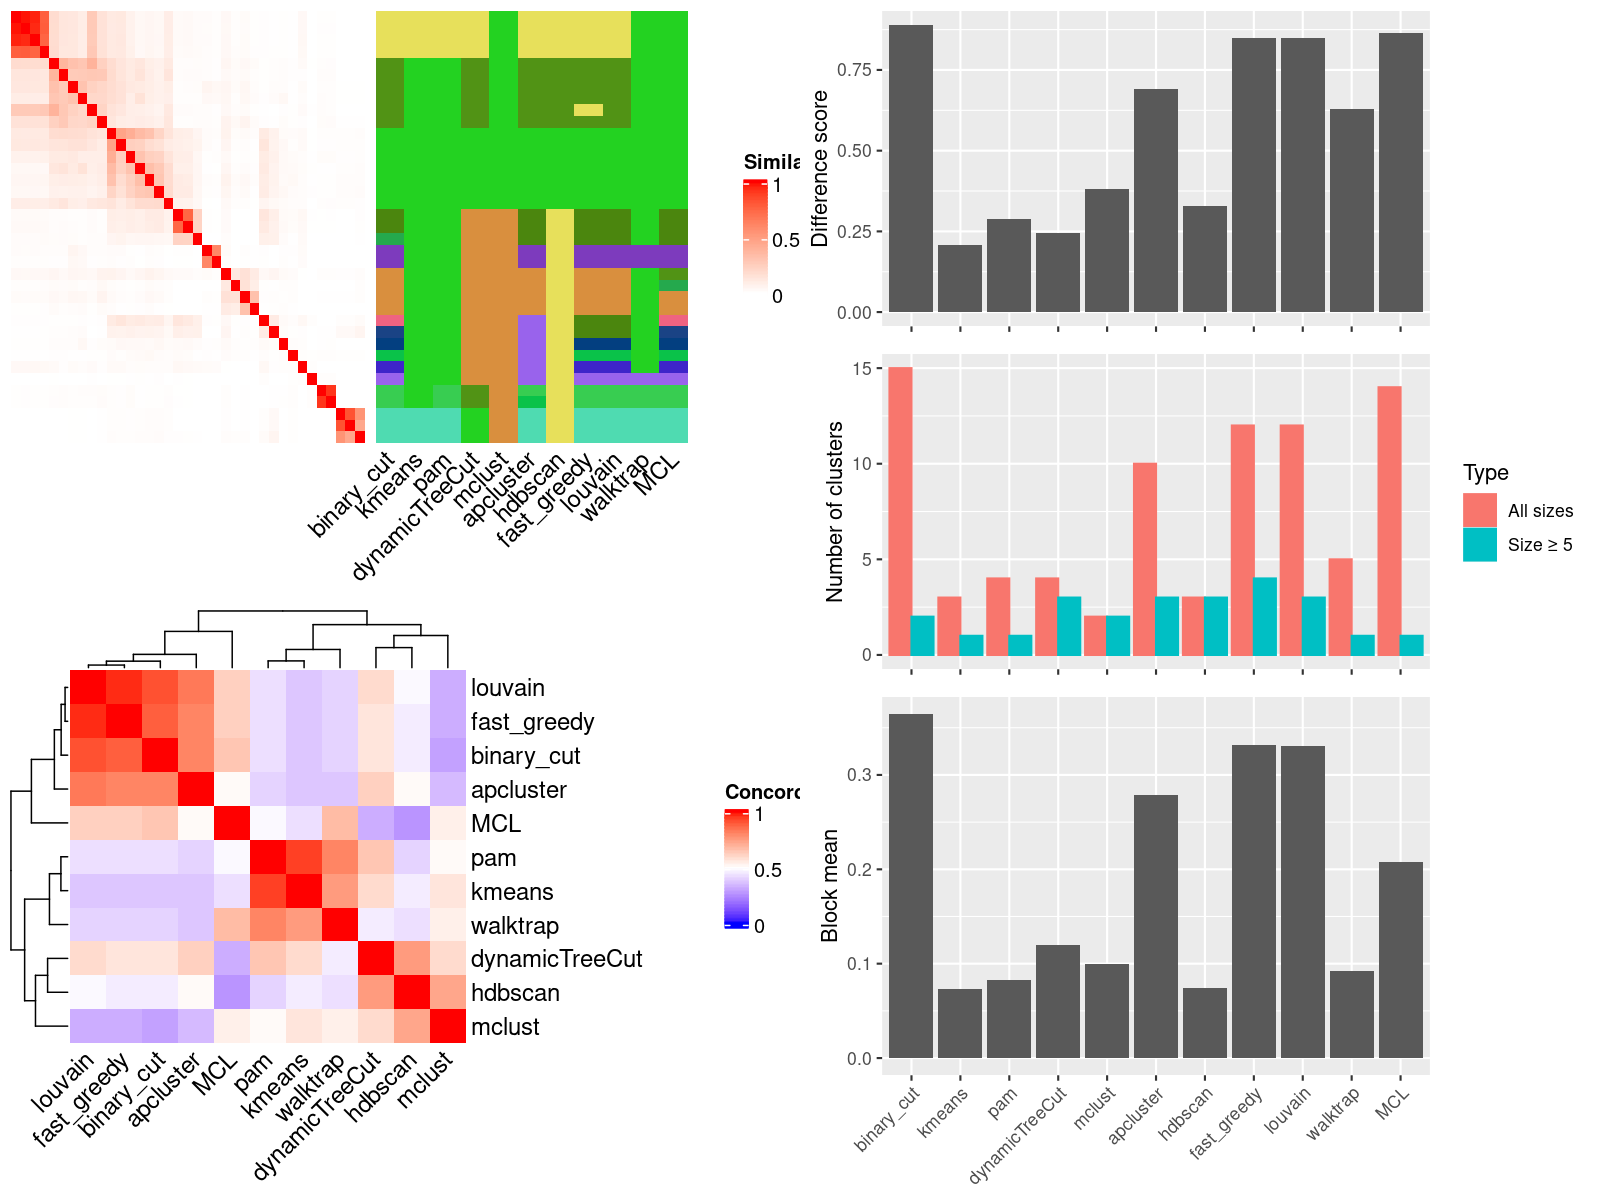 Simila
1
0.5
0
binary_cut
kmeans
pam
dynamicTreeCut
mclust
apcluster
hdbscan
fast_greedy
louvain
walktrap
MCL
louvain
fast_greedy
binary_cut
apcluster
MCL
pam
kmeans
walktrap
dynamicTreeCut
hdbscan
mclust
louvain
fast_greedy
binary_cut
apcluster
MCL
pam
kmeans
walktrap
dynamicTreeCut
hdbscan
mclust
Concord
1
0.5
0
Difference score
0.75
0.50
0.25
0.00
Number of clusters
15
10
5
0
Type
All sizes
Size ≥ 5
Block mean
0.3
0.2
0.1
0.0
binary_cut
kmeans
pam
dynamicTreeCut
mclust
apcluster
hdbscan
fast_greedy
louvain
walktrap
MCL